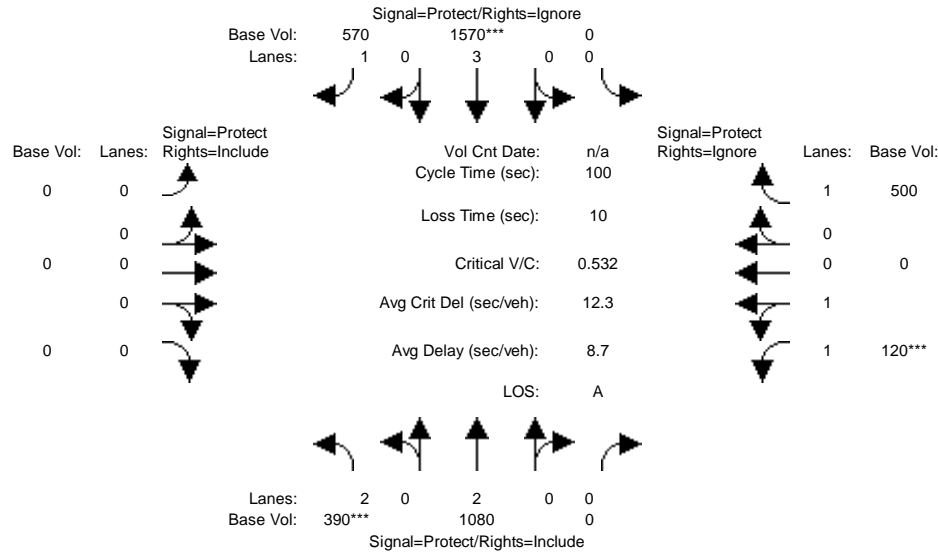 Signal=Protect/Rights=Ignore
Base Vol: 570 1570*** 0
Lanes: 1 0 3 0 0
Signal=Protect
Base Vol: Lanes: Rights=Include
Vol Cnt Date: n/a
Signal=Protect
Rights=Ignore Lanes: Base Vol:
Cycle Time (sec): 100
0 0
1 500
Loss Time (sec): 10
0
0
Critical V/C: 0.532
0 0
0 0
Avg Crit Del (sec/veh): 12.3
0
1
Avg Delay (sec/veh): 8.7
0 0
1 120***
LOS: A
Lanes: 2 0 2 0 0
Base Vol: 390*** 1080 0
Signal=Protect/Rights=Include